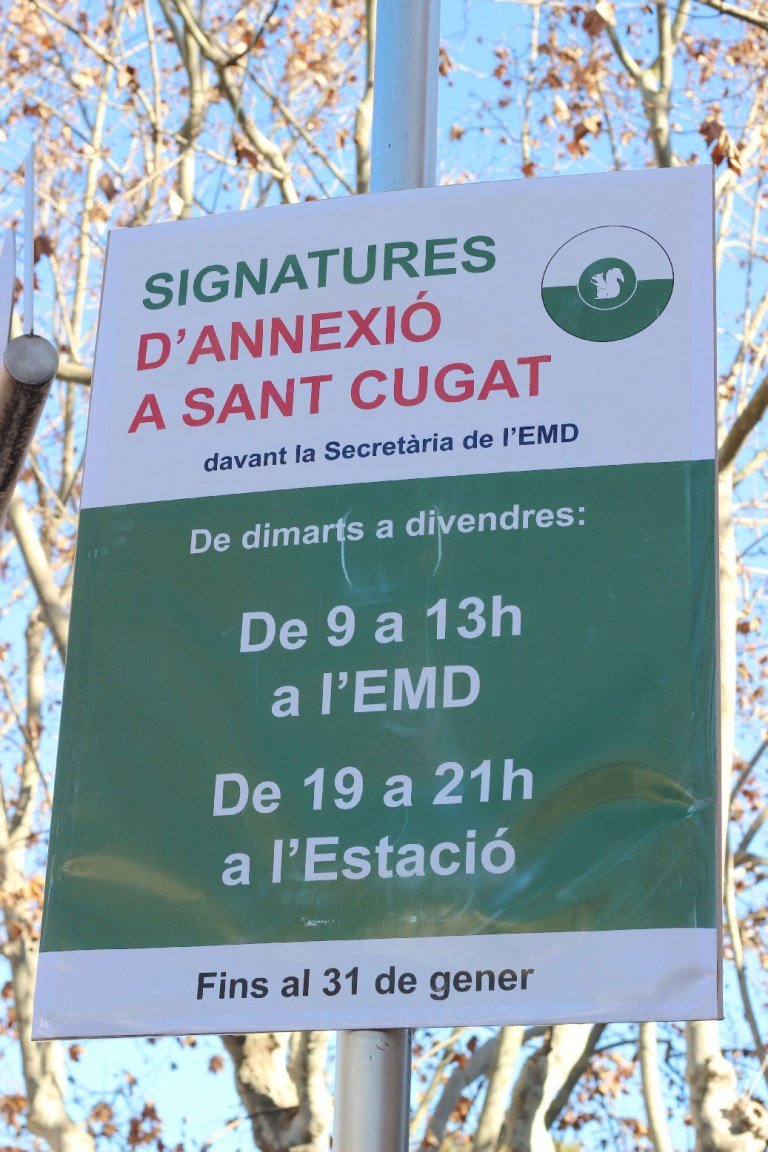 SIGNATURES
D'ANNEXIÓ
A SANT CUGAT
davant la Secretària de l'EMD
De dimarts a divendres:
De 9 a 13h
a l'EMD
De 19 a 21h
a l'Estació
Fins al 31 de gener